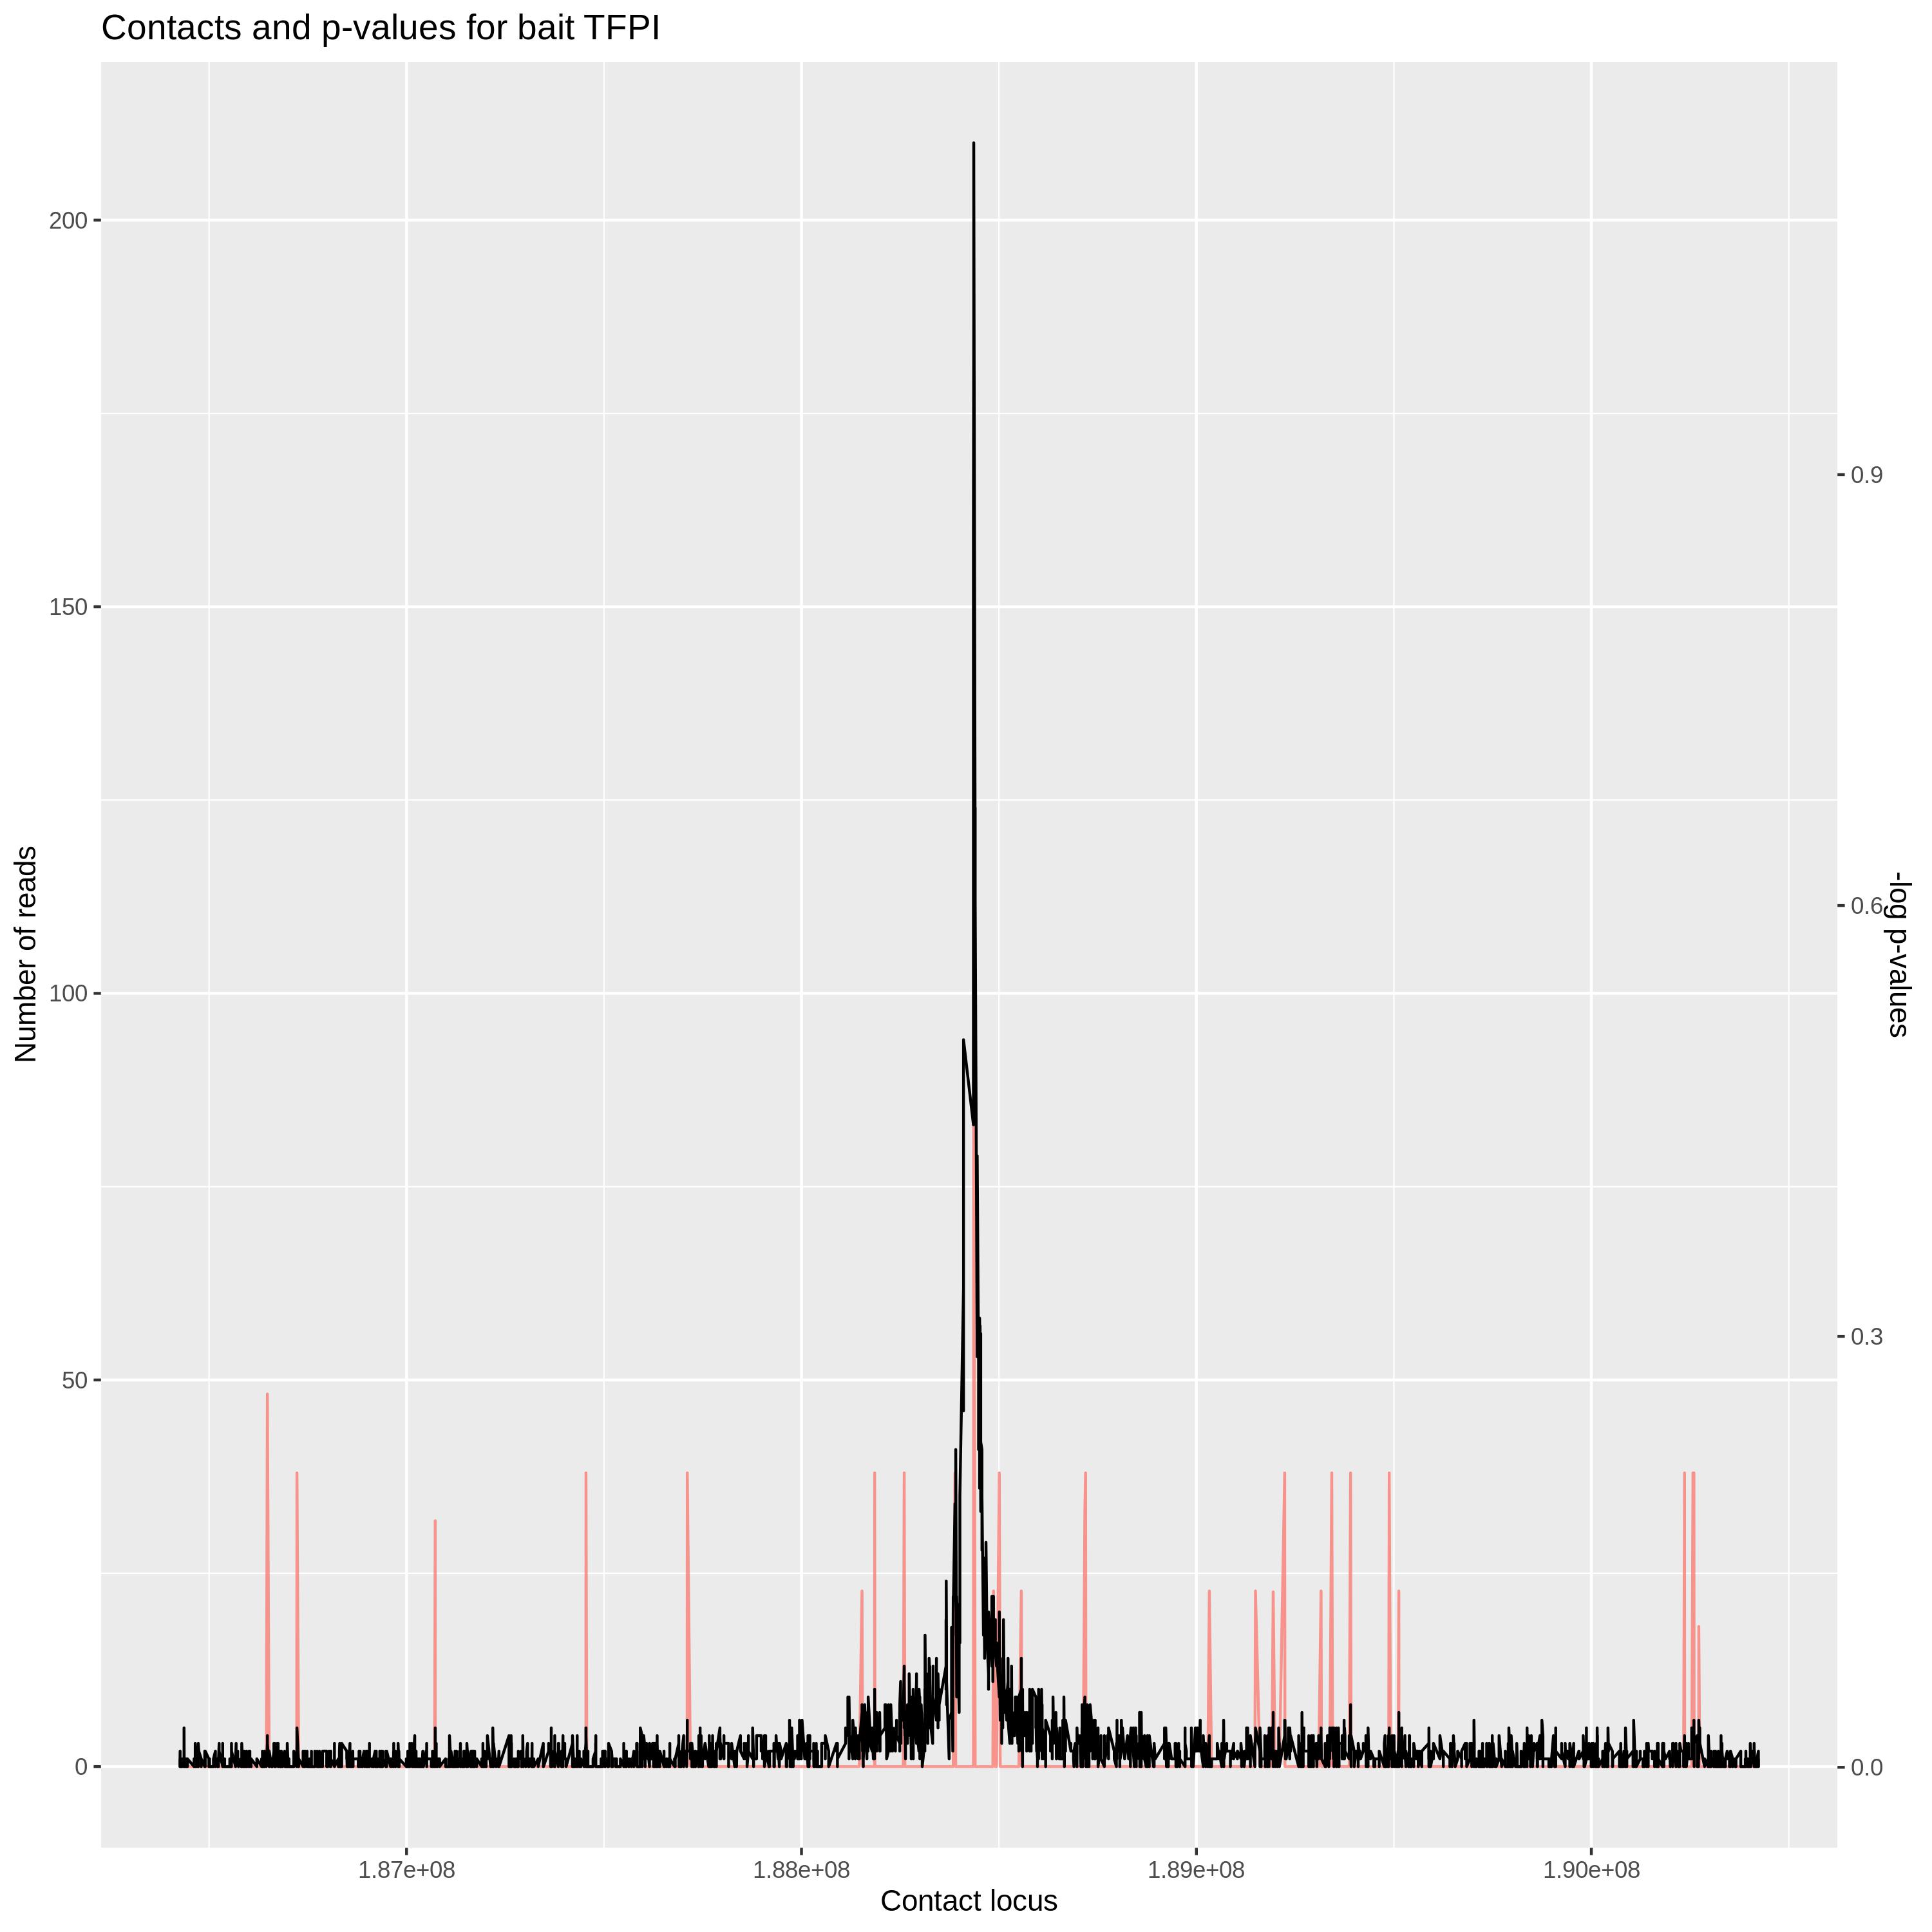 Contacts and p-values for bait TFPI
Number of reads
200
150
100
50
0
0.9
0.6
0.3
0.0
-log p-values
1.87e+08
1.88e+08
1.89e+08
1.90e+08
Contact locus